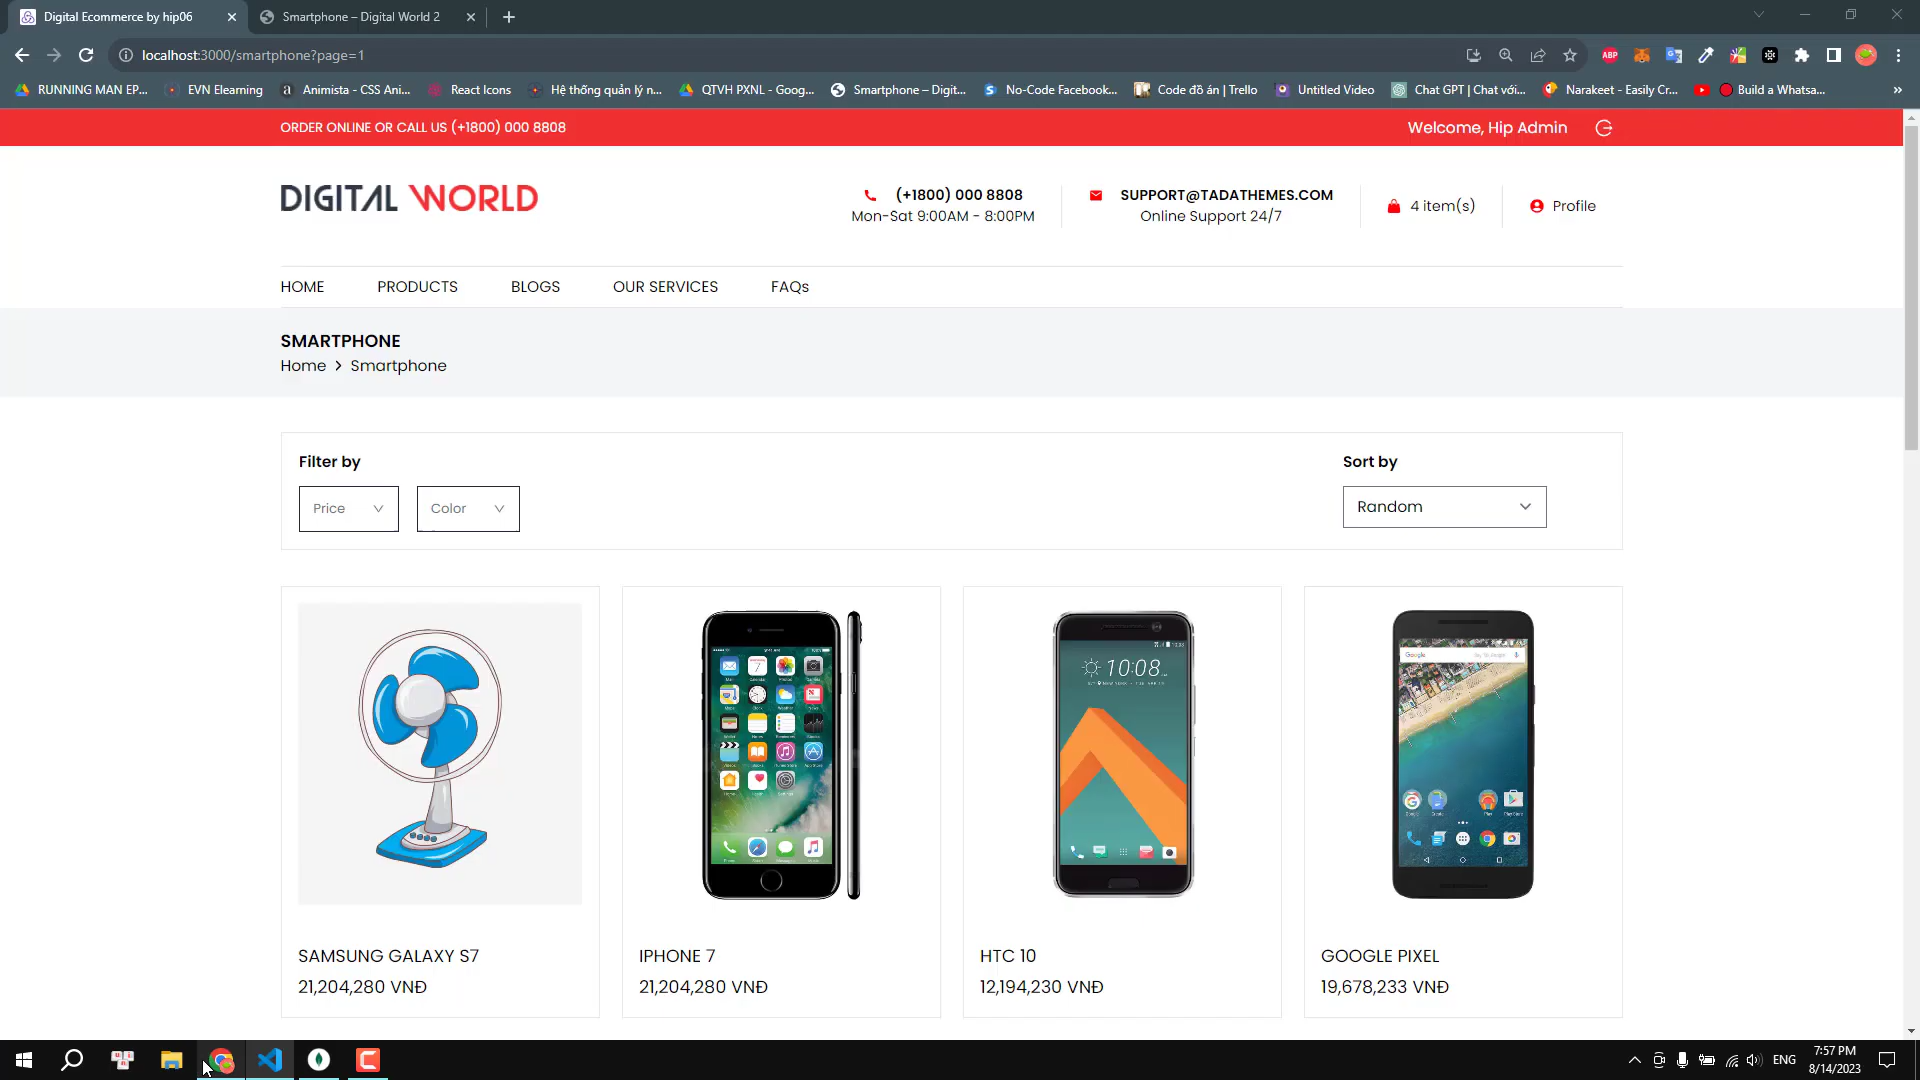 Digital Ecommerce by hip06
Smartphone – Digital World 2
localhost:3000/smartphone?page=1
ABP
RUNNING MAN EP...
EVN Elearning
Animista - CSS Ani...
React Icons
Hệ thống quản lý n...
QTVH PXNL - Goog...
Smartphone – Digit...
No-Code Facebook...
Code đồ án | Trello
Untitled Video
Chat GPT | Chat với...
Narakeet - Easily Cr...
Build a Whatsa...
»
ORDER ONLINE OR CALL US (+1800) 000 8808
Welcome, Hip Admin
DIGITAL WORLD
(+1800) 000 8808
Mon-Sat 9:00AM - 8:00PM
SUPPORT@TADATHEMES.COM
Online Support 24/7
4 item(s)
Profile
HOME
PRODUCTS
BLOGS
OUR SERVICES
FAQs
SMARTPHONE
Home > Smartphone
Filter by
Price
Color
Sort by
Random
10:08
Google
SAMSUNG GALAXY S7
21,204,280 VNĐ
IPHONE 7
21,204,280 VNĐ
HTC 10
12,194,230 VNĐ
GOOGLE PIXEL
19,678,233 VNĐ
ENG
7:57 PM
8/14/2023